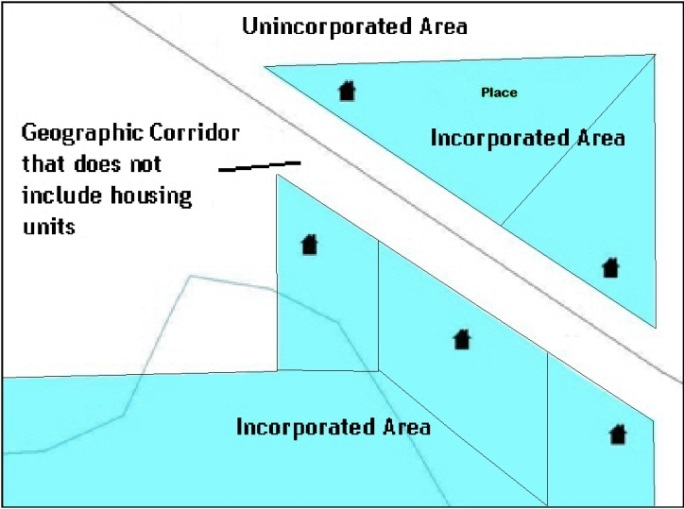 Unincorporated Area
Place
Incorporated Area
Geographic Corridor
that does not
include housing
units
Incorporated Area